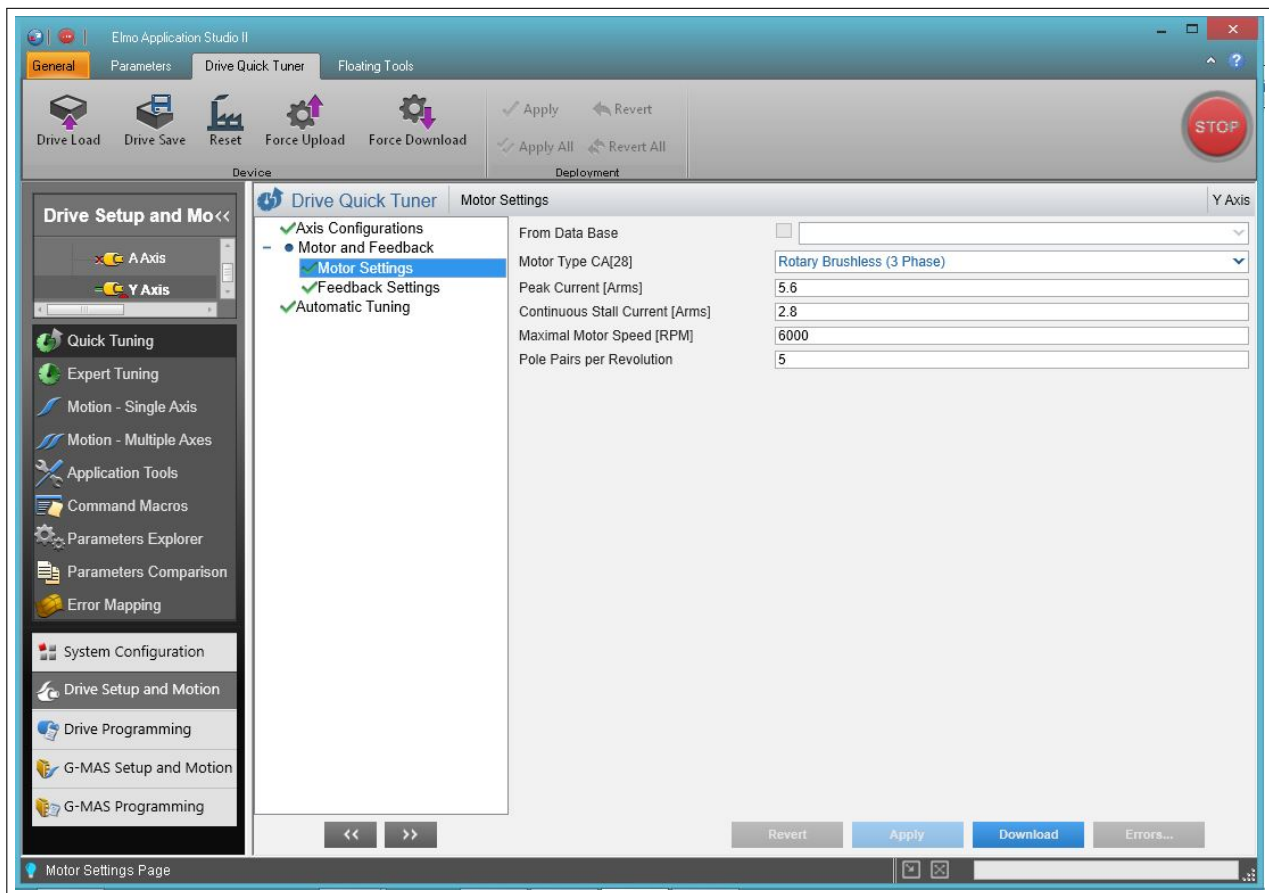 Elmo Application Studio II
General Parameters Drive Quick Tuner Floating Tools
Drive Load Drive Save Reset Force Upload Force Download
Apply Revert
Apply All Revert All
STOP
Device Deployment
Drive Setup and Mo<<
A Axis
Y Axis
Quick Tuning
Expert Tuning
Motion - Single Axis
Motion - Multiple Axes
Application Tools
Command Macros
Parameters Explorer
Parameters Comparison
Error Mapping
System Configuration
Drive Setup and Motion
Drive Programming
G-MAS Setup and Motion
G-MAS Programming
Drive Quick Tuner Motor Settings Y Axis
Axis Configurations
Motor and Feedback
Motor Settings
Feedback Settings
Automatic Tuning
From Data Base
Motor Type CA[28] Rotary Brushless (3 Phase)
Peak Current [Arms] 5.6
Continuous Stall Current [Arms] 2.8
Maximal Motor Speed [RPM] 6000
Pole Pairs per Revolution 5
<< >>
Revert Apply Download Errors...
Motor Settings Page